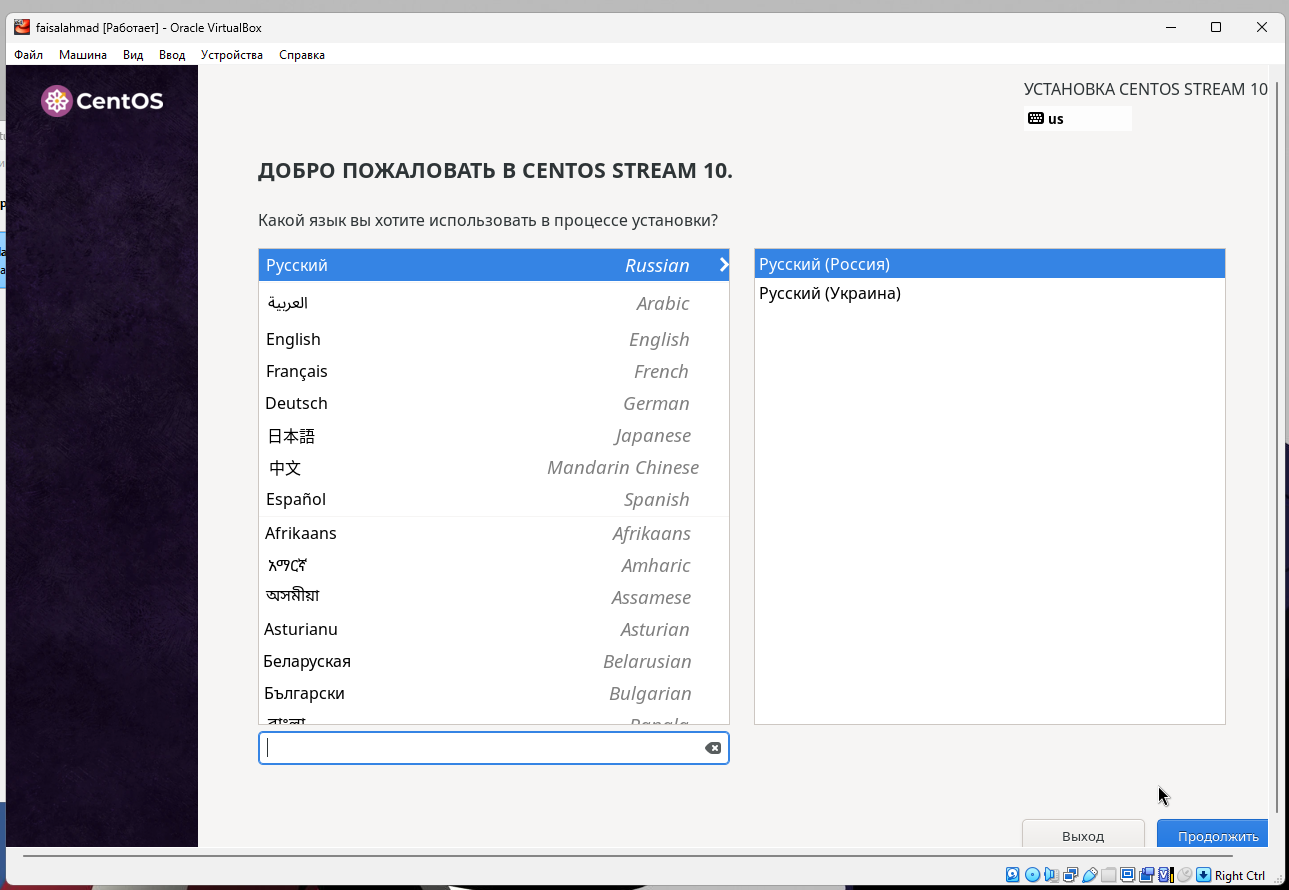 faisalahmad [Работает] - Oracle VirtualBox
Файл Машина Вид Ввод Устройства Справка
CentOS
УСТАНОВКА CENTOS STREAM 10
us
ДОБРО ПОЖАЛОВАТЬ В CENTOS STREAM 10.
Какой язык вы хотите использовать в процессе установки?
Русский Russian
العربية Arabic
English English
Français French
Deutsch German
日本語 Japanese
中文 Mandarin Chinese
Español Spanish
Afrikaans Afrikaans
አማርኛ Amharic
অসমীয়া Assamese
Asturianu Asturian
Беларуская Belarusian
Български Bulgarian
বাংলা Bangla
Русский (Россия)
Русский (Украина)
Выход Продолжить
Right Ctrl